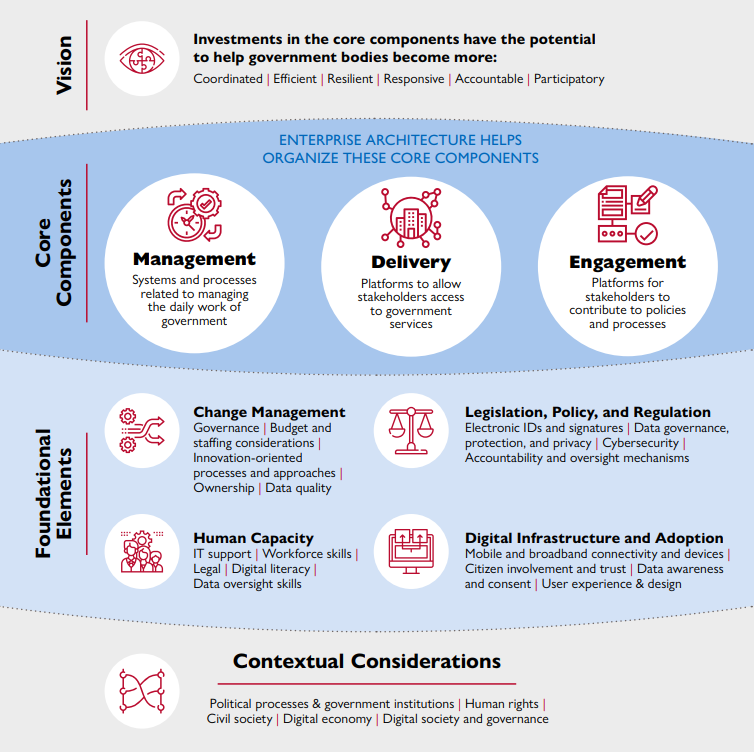 Vision
Investments in the core components have the potential
to help government bodies become more:
Coordinated | Efficient | Resilient | Responsive | Accountable | Participatory
ENTERPRISE ARCHITECTURE HELPS
ORGANIZE THESE CORE COMPONENTS
Core
Components
Management
Systems and processes
related to managing
the daily work of
government
Delivery
Platforms to allow
stakeholders access
to government
services
Engagement
Platforms for
stakeholders to
contribute to policies
and processes
Foundational
Elements
Change Management
Governance | Budget and
staffing considerations |
Innovation-oriented
processes and approaches |
Ownership | Data quality
Legislation, Policy, and Regulation
Electronic IDs and signatures | Data governance,
protection, and privacy | Cybersecurity |
Accountability and oversight mechanisms
Human Capacity
IT support | Workforce skills |
Legal | Digital literacy |
Data oversight skills
Digital Infrastructure and Adoption
Mobile and broadband connectivity and devices |
Citizen involvement and trust | Data awareness
and consent | User experience & design
Contextual Considerations
Political processes & government institutions | Human rights |
Civil society | Digital economy | Digital society and governance